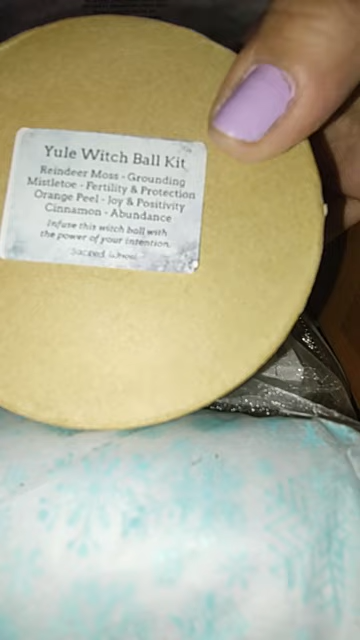 Yule Witch Ball Kit
Reindeer Moss - Grounding
Mistletoe - Fertility & Protection
Orange Peel - Joy & Positivity
Cinnamon - Abundance
Infuse this witch ball with
the power of your intention.
Sacred